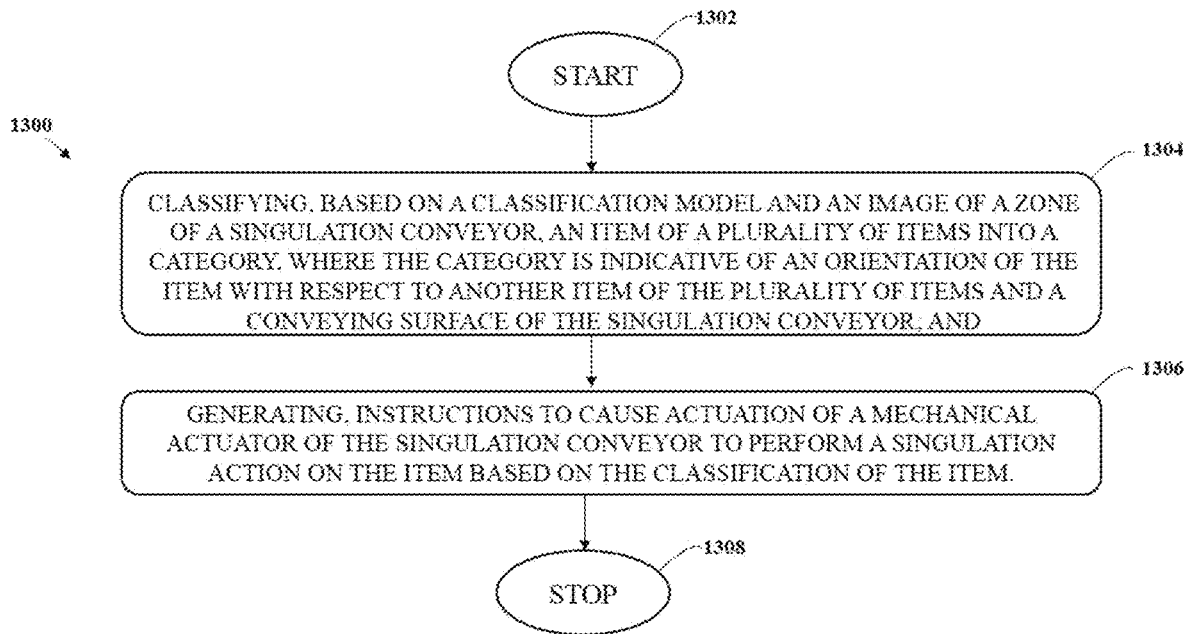 1302
START
1300
1304
CLASSIFYING, BASED ON A CLASSIFICATION MODEL AND AN IMAGE OF A ZONE
OF A SINGULATION CONVEYOR, AN ITEM OF A PLURALITY OF ITEMS INTO A
CATEGORY, WHERE THE CATEGORY IS INDICATIVE OF AN ORIENTATION OF THE
ITEM WITH RESPECT TO ANOTHER ITEM OF THE PLURALITY OF ITEMS AND A
CONVEYING SURFACE OF THE SINGULATION CONVEYOR; AND
1306
GENERATING, INSTRUCTIONS TO CAUSE ACTUATION OF A MECHANICAL
ACTUATOR OF THE SINGULATION CONVEYOR TO PERFORM A SINGULATION
ACTION ON THE ITEM BASED ON THE CLASSIFICATION OF THE ITEM.
1308
STOP